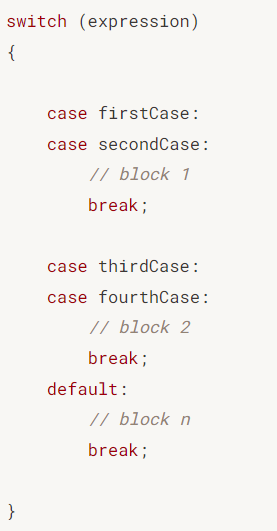 switch (expression)
{
    case firstCase:
    case secondCase:
        // block 1
        break;
    case thirdCase:
    case fourthCase:
        // block 2
        break;
    default:
        // block n
        break;
}